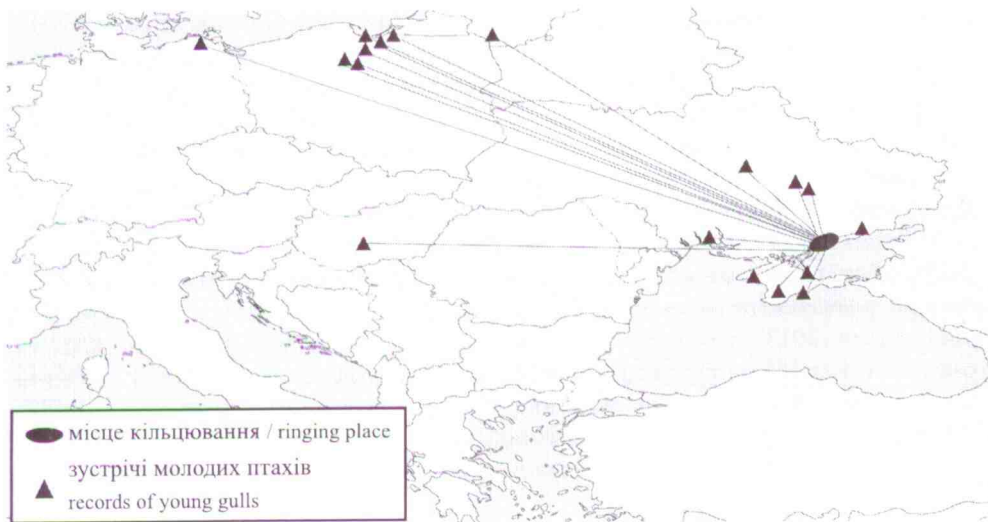 місце кільцювання / ringing place
зустрічі молодих птахів
records of young gulls